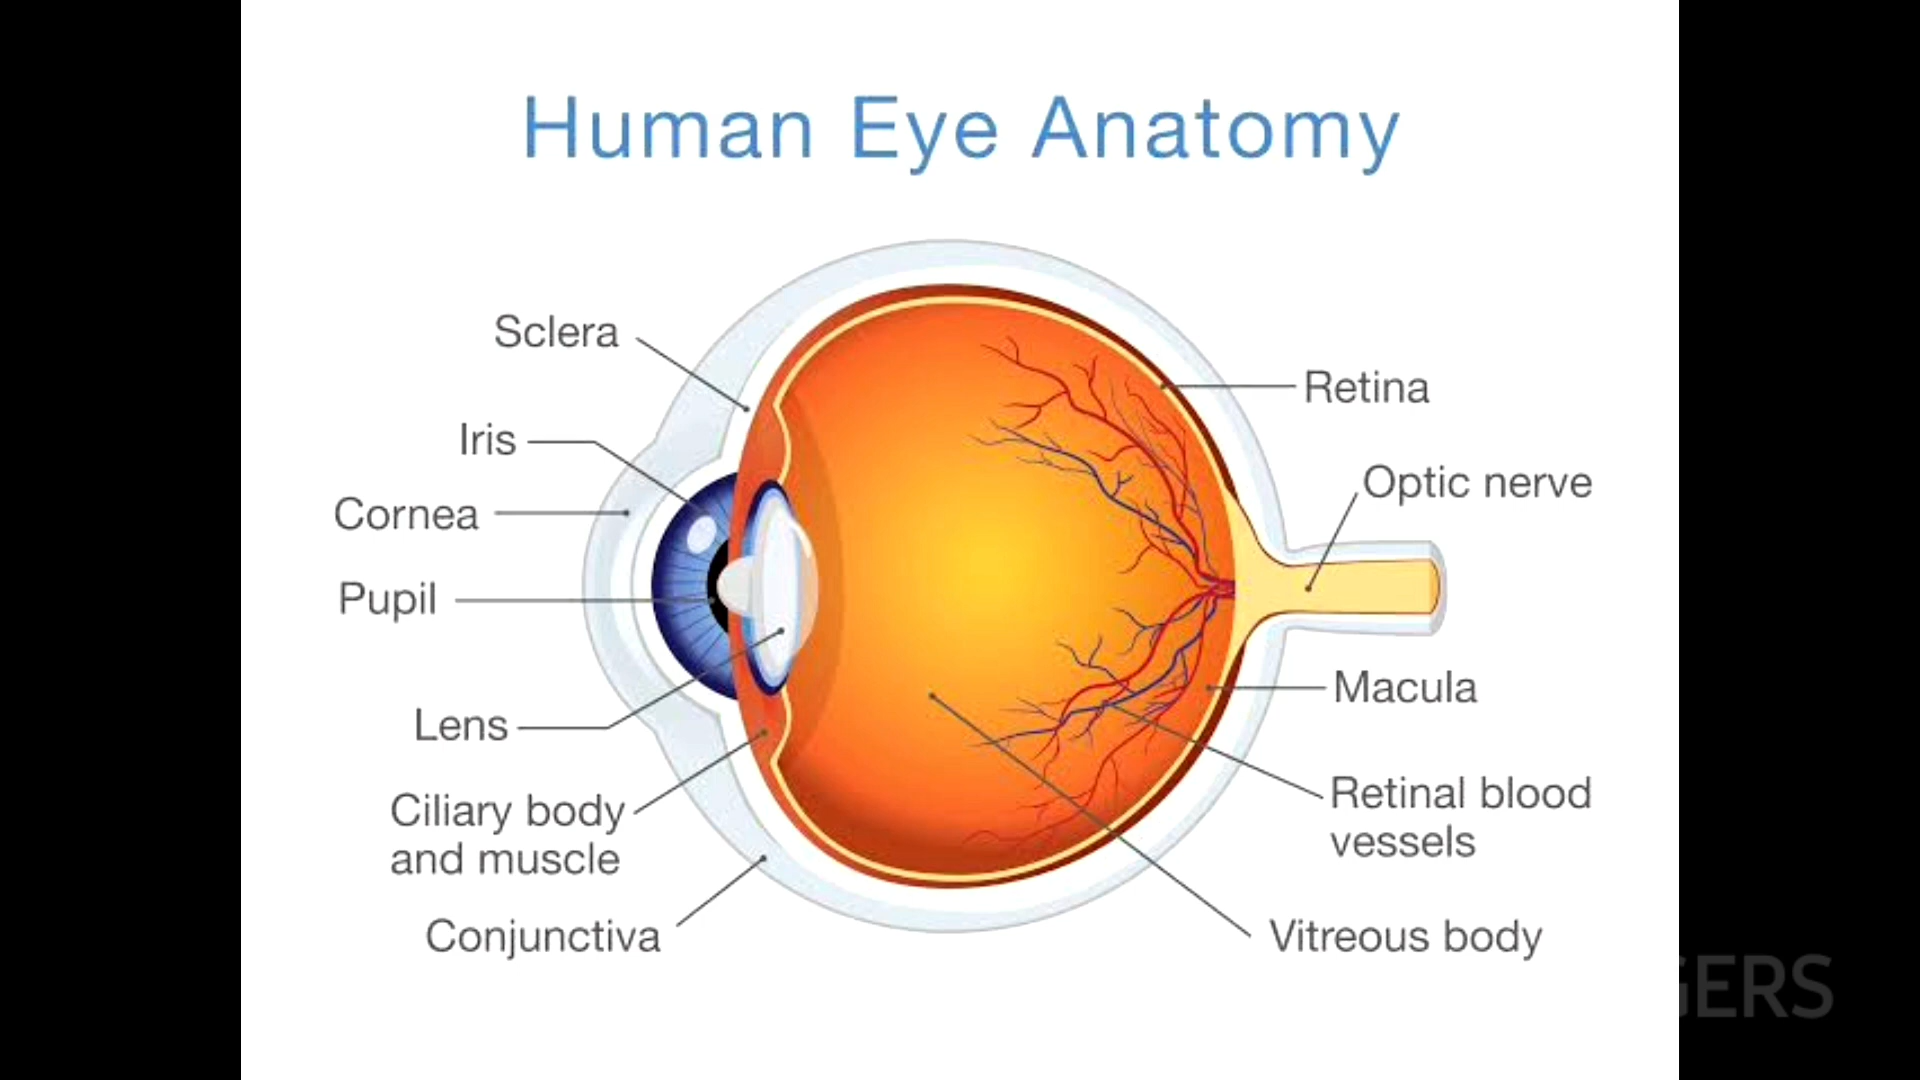 Human Eye Anatomy
Sclera
Iris
Cornea
Pupil
Lens
Ciliary body
and muscle
Conjunctiva
Retina
Optic nerve
Macula
Retinal blood
vessels
Vitreous body